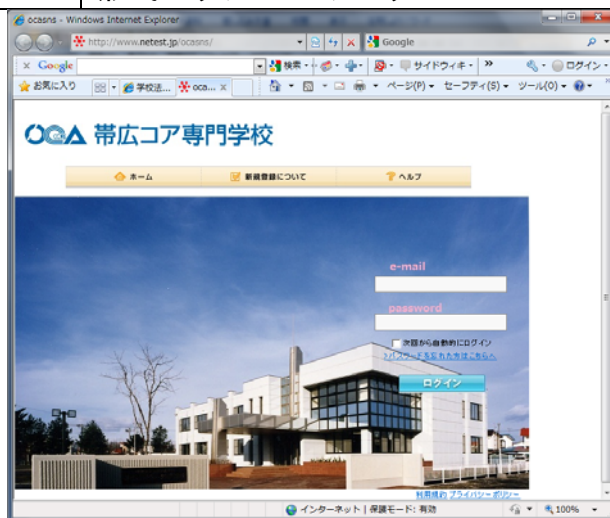 ocasns - Windows Internet Explorer
http://www.netest.jp/ocasns/
Google
Google
検索
サイドウィキ
ログイン
お気に入り
学校法...
oca...
ページ(P)
セーフティ(S)
ツール(O)
OCA 帯広コア専門学校
ホーム
新規登録について
ヘルプ
e-mail
password
次回から自動的にログイン
>パスワードを忘れた方はこちらへ
ログイン
利用規約 プライバシーポリシー
インターネット | 保護モード: 有効
100%